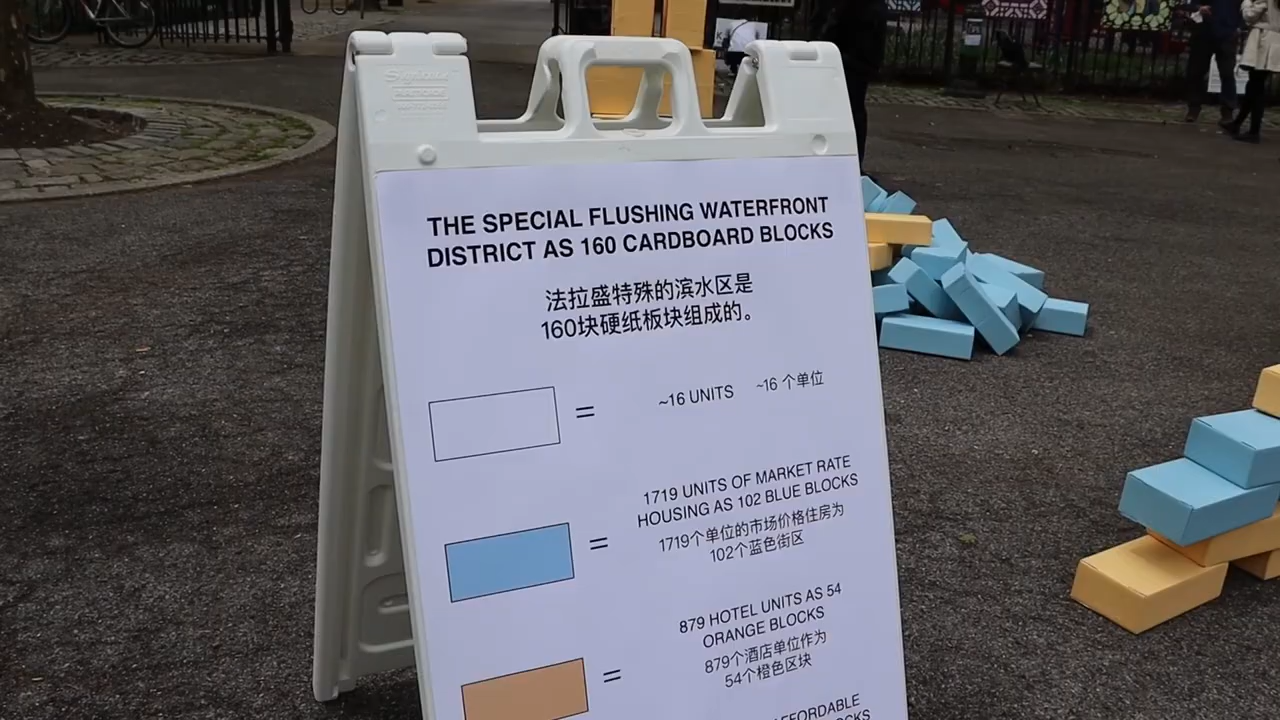 THE SPECIAL FLUSHING WATERFRONT
DISTRICT AS 160 CARDBOARD BLOCKS
法拉盛特殊的滨水区是
160块硬纸板块组成的。
= ~16 UNITS ~16 个单位
1719 UNITS OF MARKET RATE
= HOUSING AS 102 BLUE BLOCKS
1719个单位的市场价格住房为
102个蓝色街区
879 HOTEL UNITS AS 54
= ORANGE BLOCKS
879个酒店单位作为
54个橙色区块